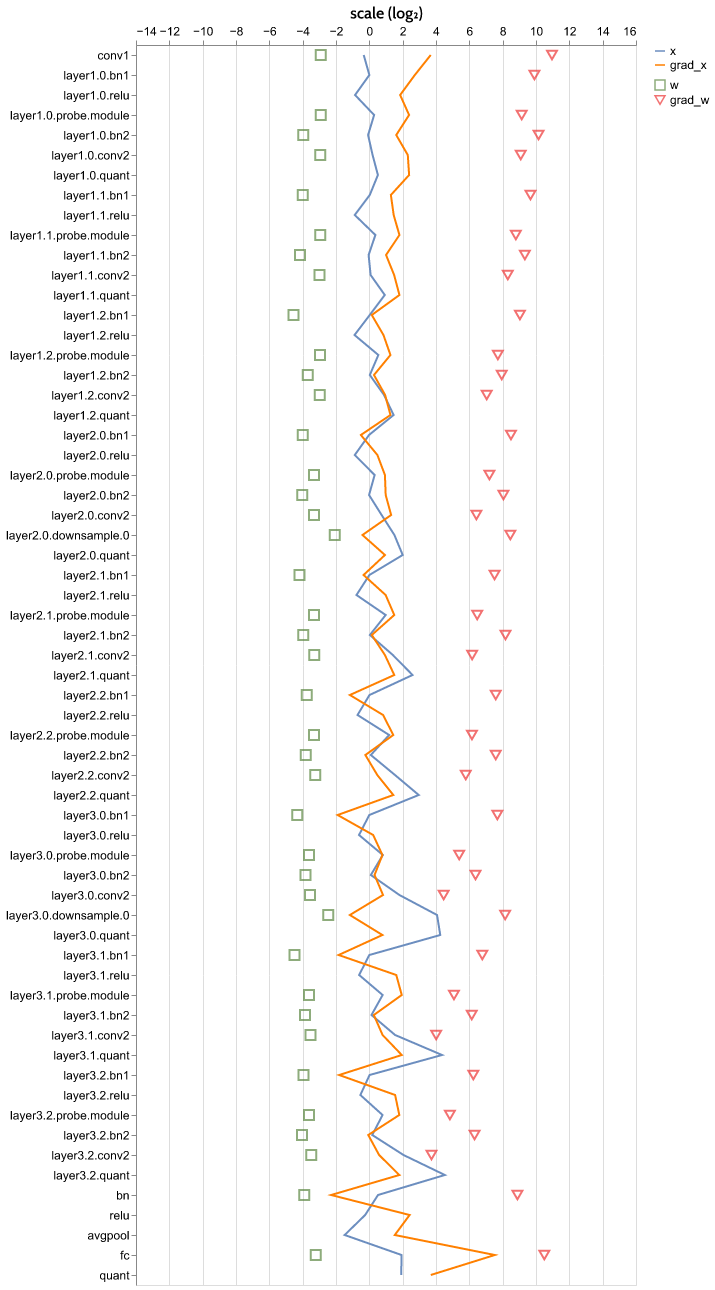 scale (log₂)
−14 −12 −10 −8 −6 −4 −2 0 2 4 6 8 10 12 14 16
x
grad_x
w
grad_w
conv1
layer1.0.bn1
layer1.0.relu
layer1.0.probe.module
layer1.0.bn2
layer1.0.conv2
layer1.0.quant
layer1.1.bn1
layer1.1.relu
layer1.1.probe.module
layer1.1.bn2
layer1.1.conv2
layer1.1.quant
layer1.2.bn1
layer1.2.relu
layer1.2.probe.module
layer1.2.bn2
layer1.2.conv2
layer1.2.quant
layer2.0.bn1
layer2.0.relu
layer2.0.probe.module
layer2.0.bn2
layer2.0.conv2
layer2.0.downsample.0
layer2.0.quant
layer2.1.bn1
layer2.1.relu
layer2.1.probe.module
layer2.1.bn2
layer2.1.conv2
layer2.1.quant
layer2.2.bn1
layer2.2.relu
layer2.2.probe.module
layer2.2.bn2
layer2.2.conv2
layer2.2.quant
layer3.0.bn1
layer3.0.relu
layer3.0.probe.module
layer3.0.bn2
layer3.0.conv2
layer3.0.downsample.0
layer3.0.quant
layer3.1.bn1
layer3.1.relu
layer3.1.probe.module
layer3.1.bn2
layer3.1.conv2
layer3.1.quant
layer3.2.bn1
layer3.2.relu
layer3.2.probe.module
layer3.2.bn2
layer3.2.conv2
layer3.2.quant
bn
relu
avgpool
fc
quant